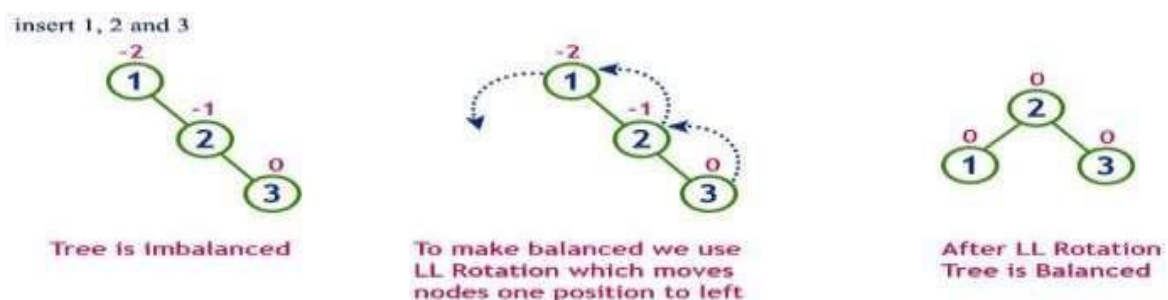 insert 1, 2 and 3
-2
1
-1
2
0
3
Tree is imbalanced
-2
1
-1
2
0
3
To make balanced we use
LL Rotation which moves
nodes one position to left
0
2
0
0
1
3
After LL Rotation
Tree is Balanced